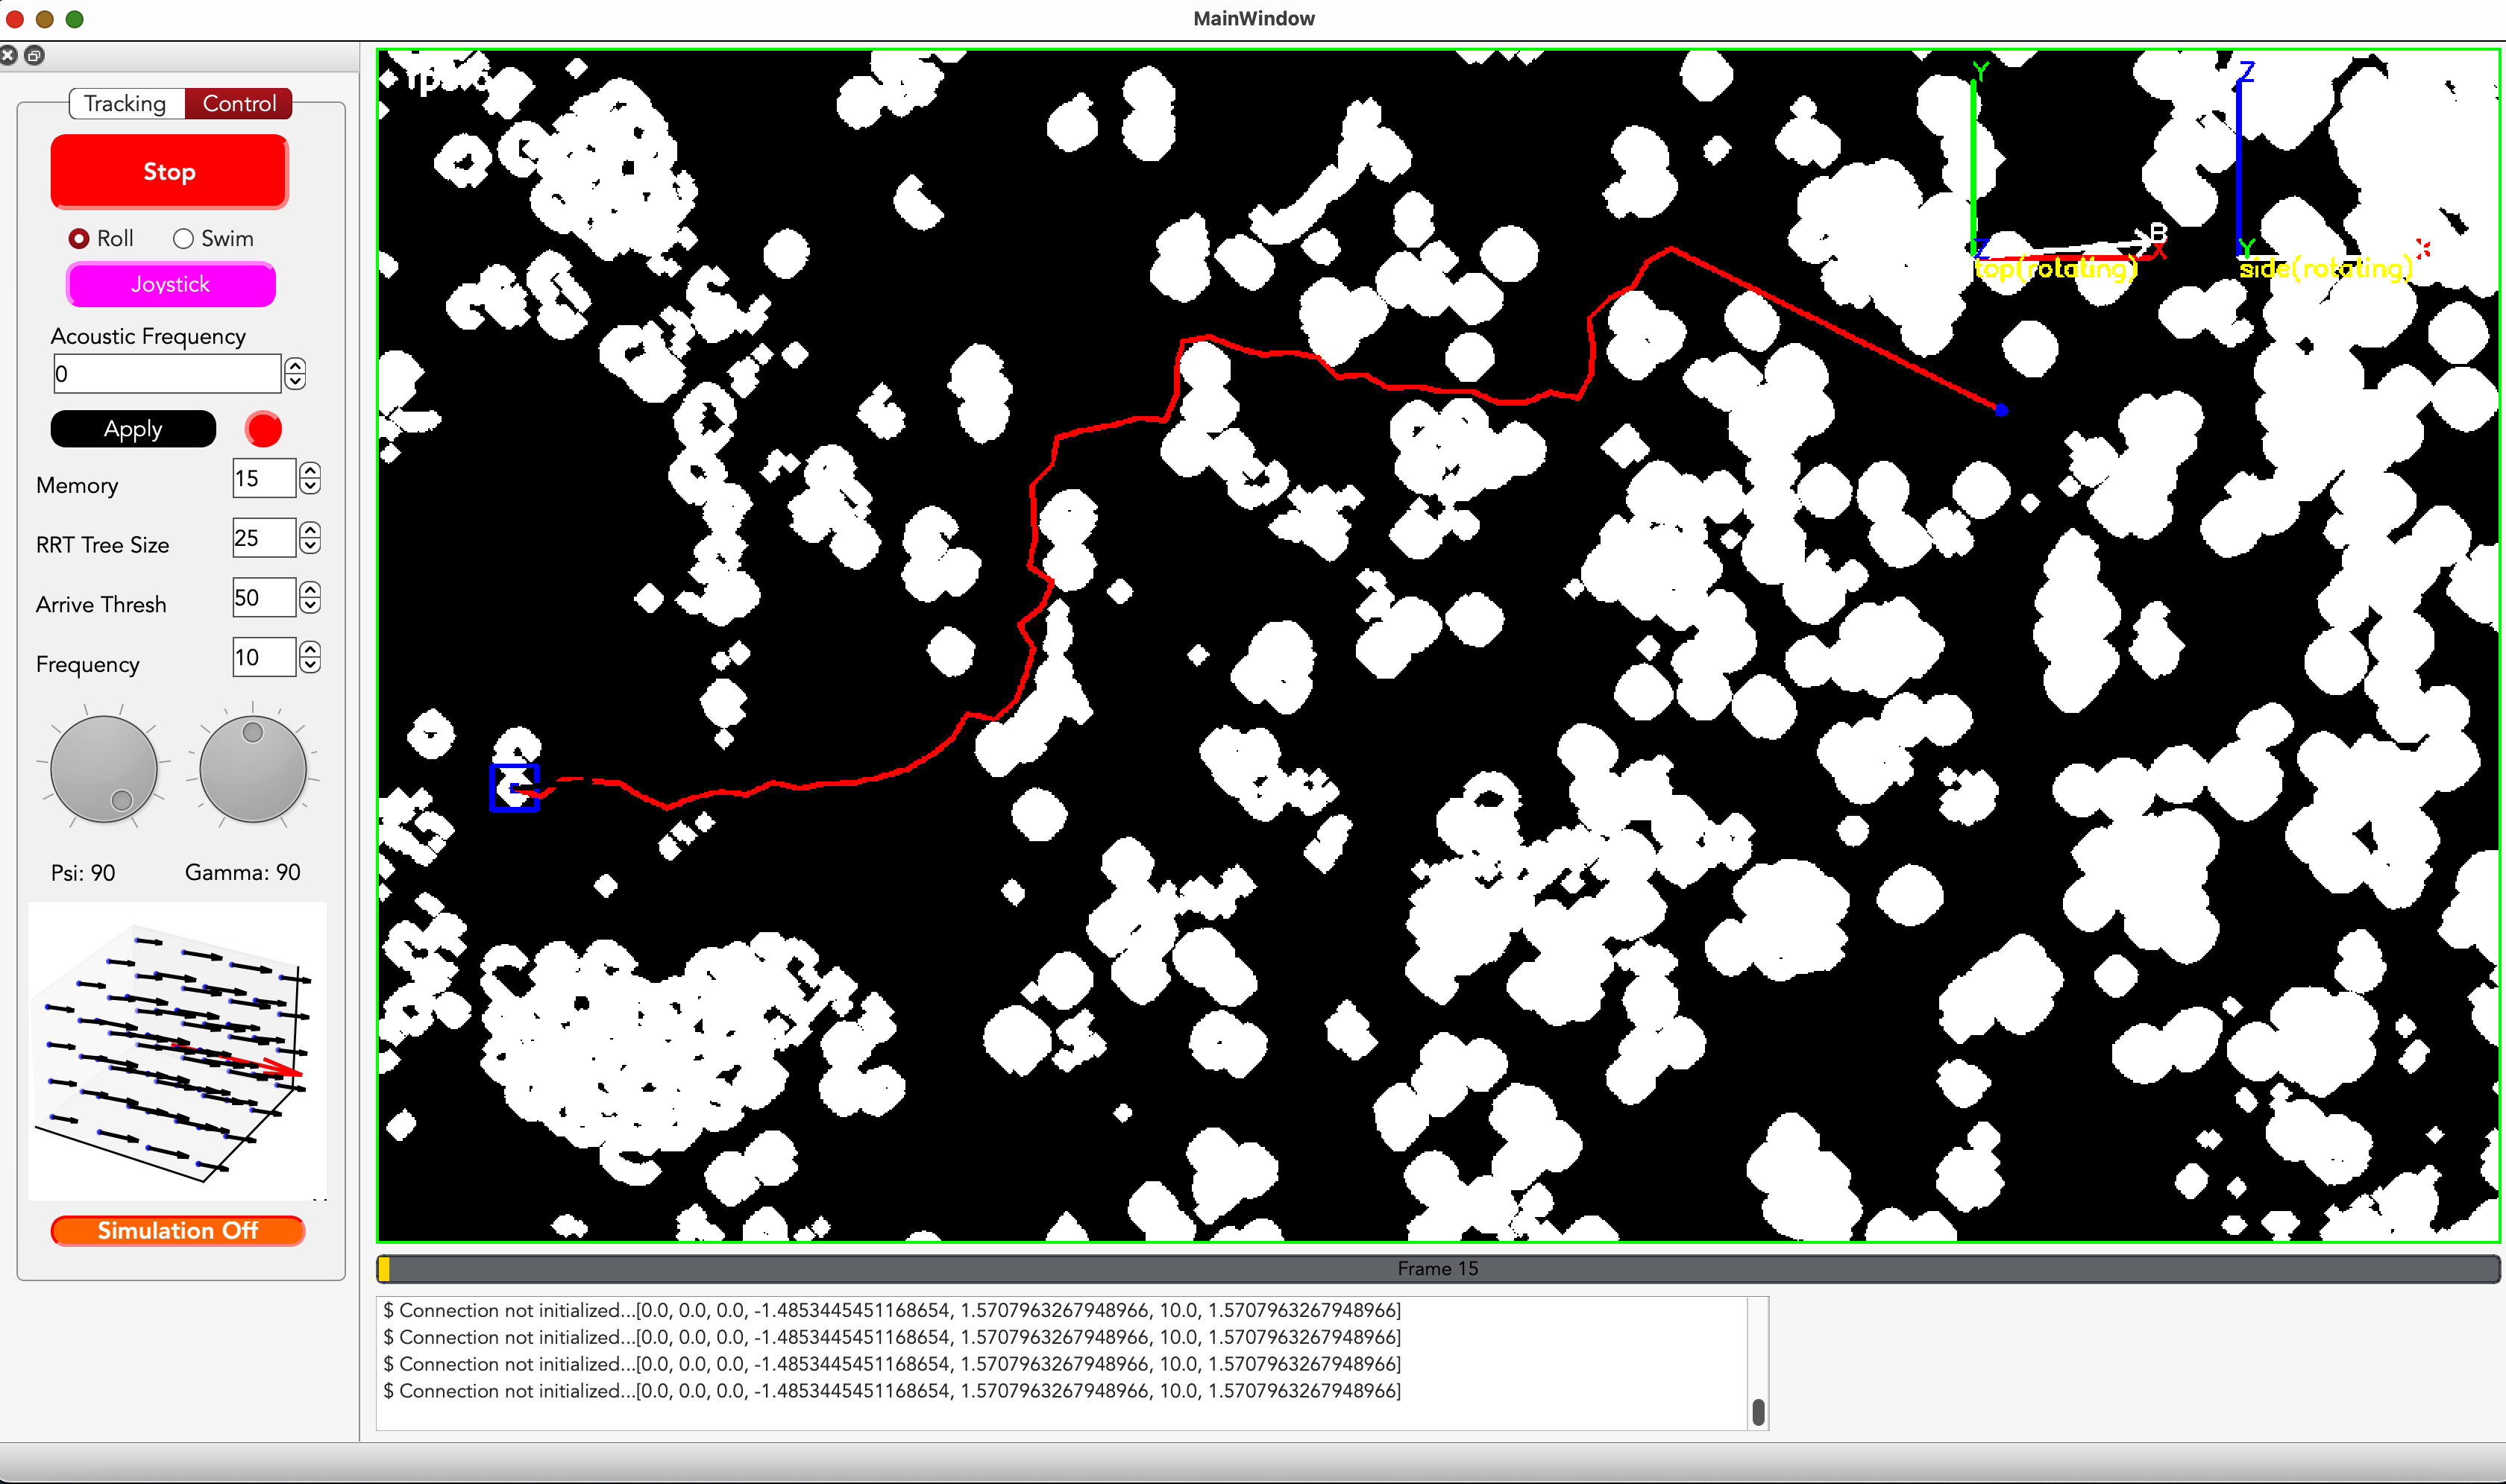 MainWindow
Tracking Control
Stop
Roll Swim
Joystick
Acoustic Frequency
0
Apply
Memory 15
RRT Tree Size 25
Arrive Thresh 50
Frequency 10
Psi: 90 Gamma: 90
Simulation Off
Y Z
B
Z X Y
top(rotating) side(rotating)
Frame 15
$ Connection not initialized...[0.0, 0.0, 0.0, -1.4853445451168654, 1.5707963267948966, 10.0, 1.5707963267948966]
$ Connection not initialized...[0.0, 0.0, 0.0, -1.4853445451168654, 1.5707963267948966, 10.0, 1.5707963267948966]
$ Connection not initialized...[0.0, 0.0, 0.0, -1.4853445451168654, 1.5707963267948966, 10.0, 1.5707963267948966]
$ Connection not initialized...[0.0, 0.0, 0.0, -1.4853445451168654, 1.5707963267948966, 10.0, 1.5707963267948966]